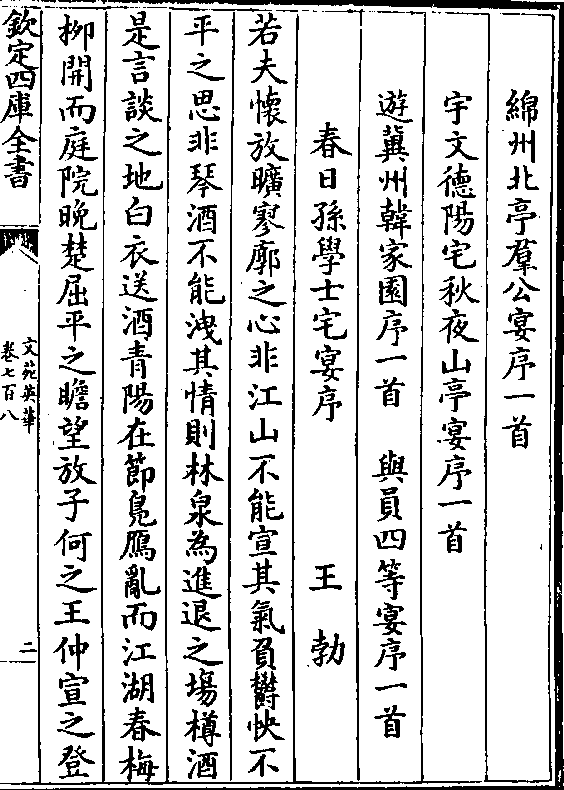 綿州北亭羣公宴序一首
宇文德陽宅秋夜山亭宴序一首
遊冀州韓家園序一首　與員四等宴序一首
春日孫學士宅宴序　王勃
若夫懷放曠寥廓之心非江山不能宣其氣負欝怏不
平之思非琴酒不能洩其情則林泉為進退之塲樽酒
是言談之地白衣送酒青陽在節鳬鴈亂而江湖春梅
栁開而庭院晩楚屈平之瞻望放子何之王仲宣之登
欽定四庫全書
文苑英華
卷七百八
二